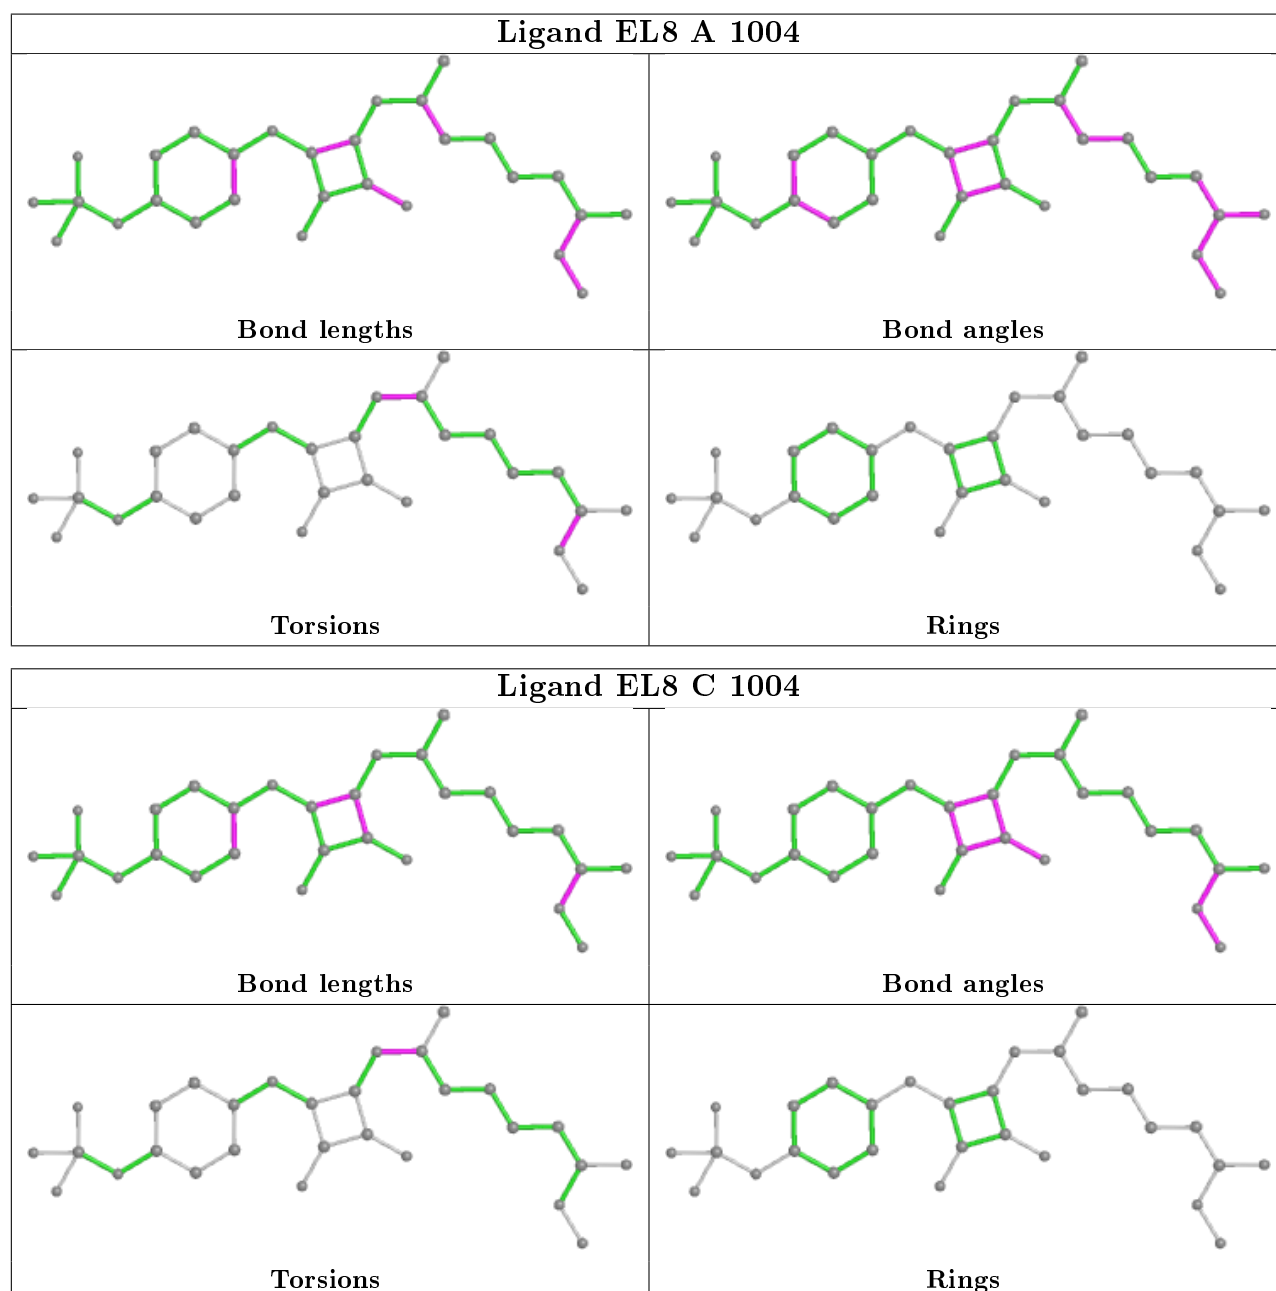 Ligand EL8 A 1004
Bond lengths
Bond angles
Torsions
Rings
Ligand EL8 C 1004
Bond lengths
Bond angles
Torsions
Rings